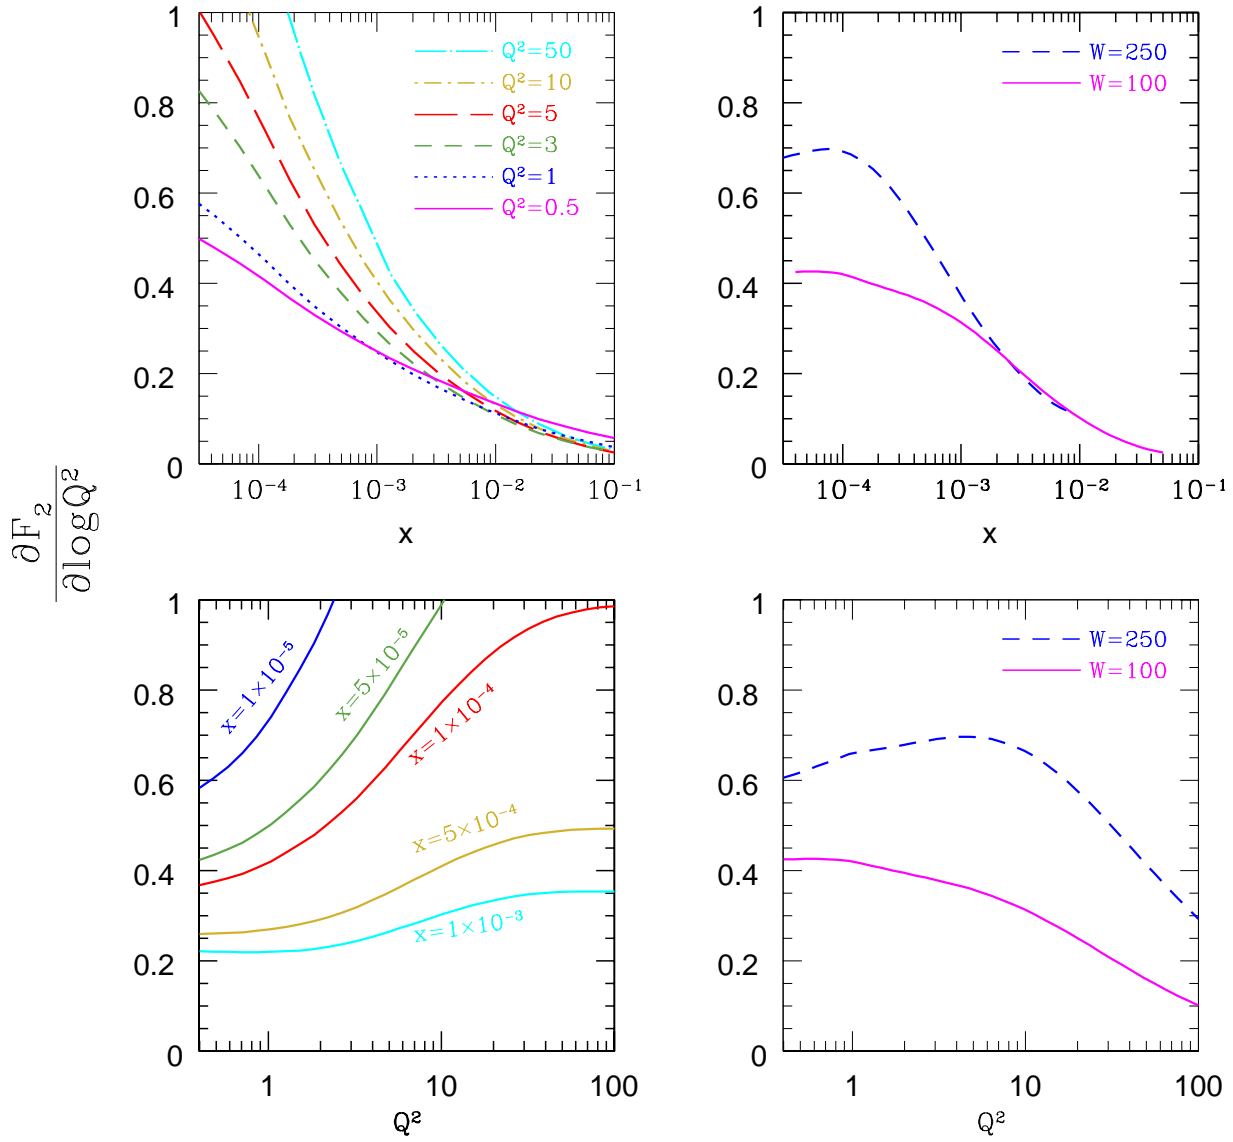 ∂F₂
∂logQ²
1
0.8
0.6
0.4
0.2
0
Q²=50
Q²=10
Q²=5
Q²=3
Q²=1
Q²=0.5
10⁻⁴ 10⁻³ 10⁻² 10⁻¹
x
1
0.8
0.6
0.4
0.2
0
W=250
W=100
10⁻⁴ 10⁻³ 10⁻² 10⁻¹
x
1
0.8
0.6
0.4
0.2
0
x=1×10⁻⁵
x=5×10⁻⁵
x=1×10⁻⁴
x=5×10⁻⁴
x=1×10⁻³
1 10 100
Q²
1
0.8
0.6
0.4
0.2
0
W=250
W=100
1 10 100
Q²